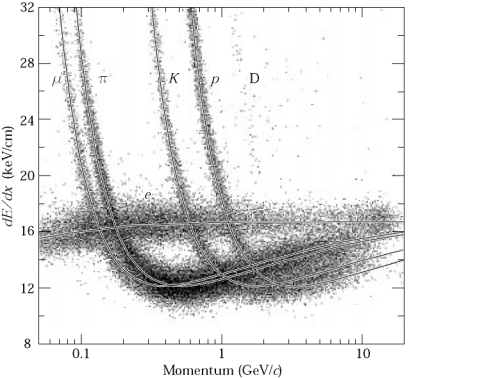 32
28
24
20
16
12
8
dE/dx (keV/cm)
μ π K p D
e
0.1 1 10
Momentum (GeV/c)